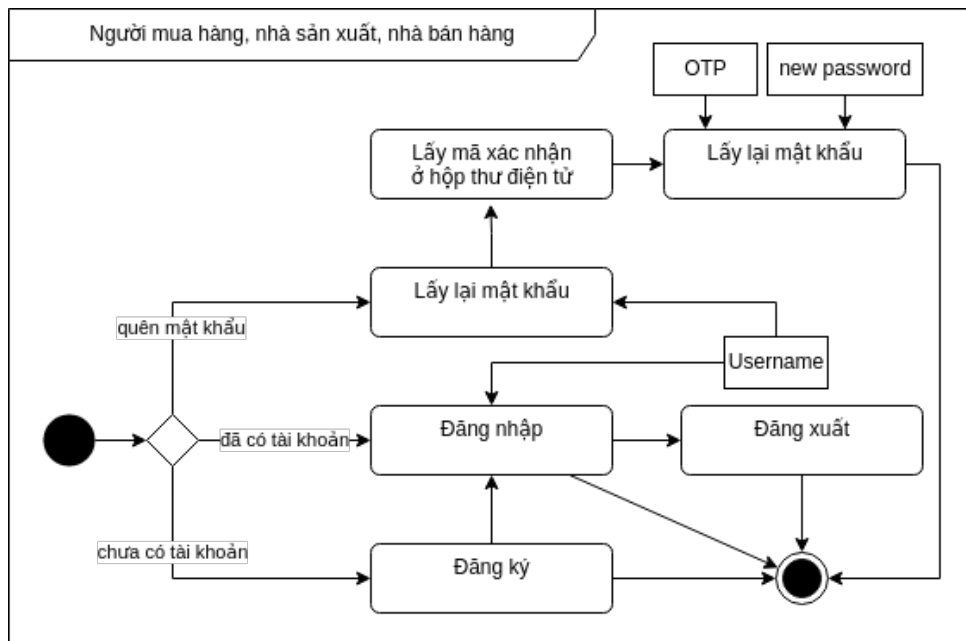 Người mua hàng, nhà sản xuất, nhà bán hàng
OTP
new password
Lấy mã xác nhận
ở hộp thư điện tử
Lấy lại mật khẩu
Lấy lại mật khẩu
quên mật khẩu
Username
đã có tài khoản
Đăng nhập
Đăng xuất
chưa có tài khoản
Đăng ký